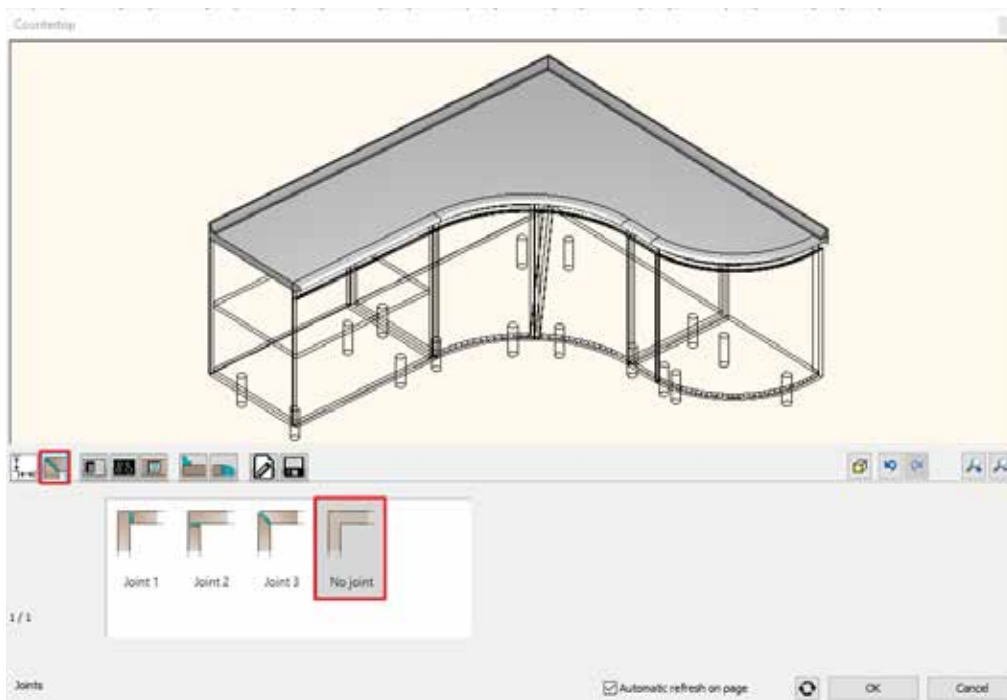 Countertop
Joint 1
Joint 2
Joint 3
No joint
1 / 1
Joints
Automatic refresh on page
OK
Cancel